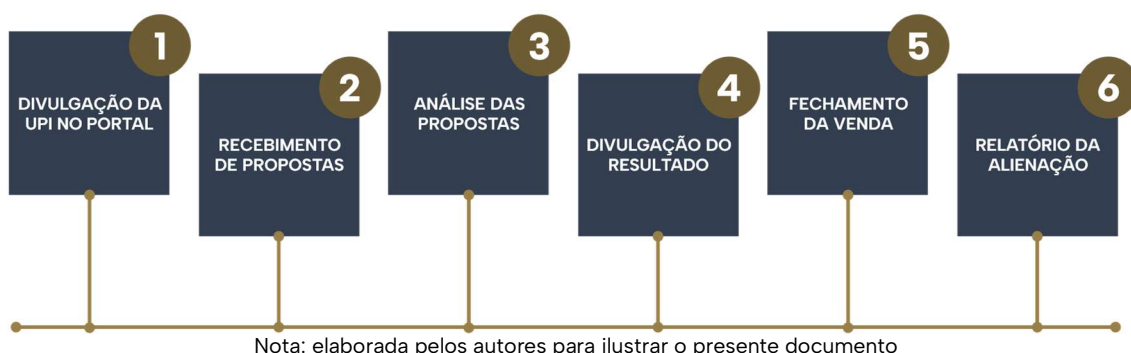 1
DIVULGAÇÃO DA
UPI NO PORTAL
2
RECEBIMENTO
DE PROPOSTAS
3
ANÁLISE DAS
PROPOSTAS
4
DIVULGAÇÃO DO
RESULTADO
5
FECHAMENTO
DA VENDA
6
RELATÓRIO DA
ALIENAÇÃO
Nota: elaborada pelos autores para ilustrar o presente documento